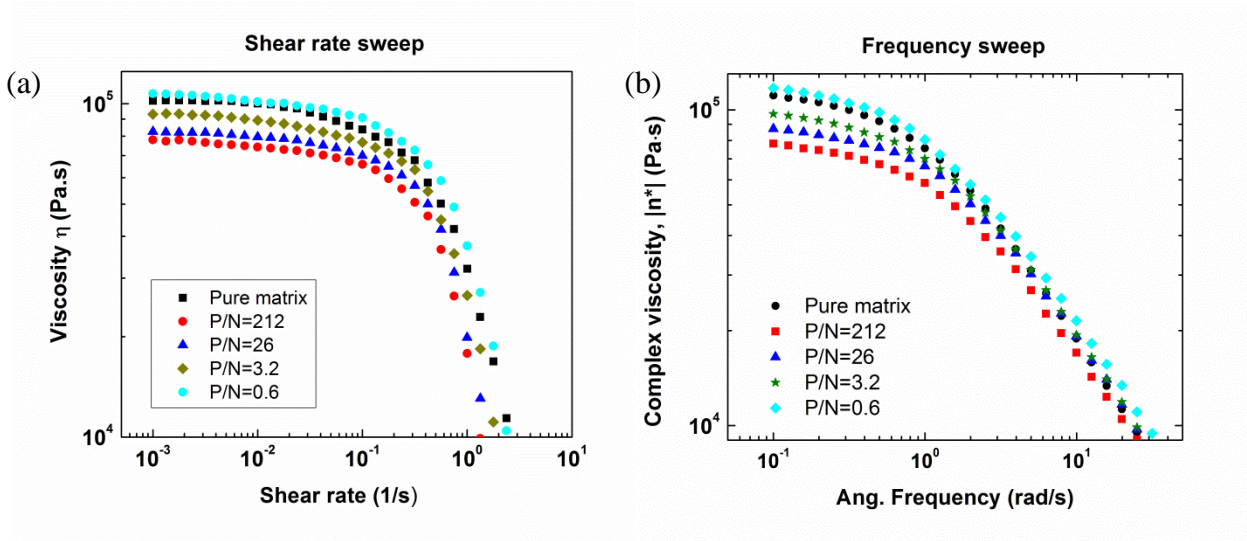 (a)
Shear rate sweep
Viscosity η (Pa.s)
10^5
10^4
Pure matrix
P/N=212
P/N=26
P/N=3.2
P/N=0.6
10^-3
10^-2
10^-1
10^0
10^1
Shear rate (1/s)
(b)
Frequency sweep
Complex viscosity, |n*| (Pa·s)
10^5
10^4
Pure matrix
P/N=212
P/N=26
P/N=3.2
P/N=0.6
10^-1
10^0
10^1
Ang. Frequency (rad/s)